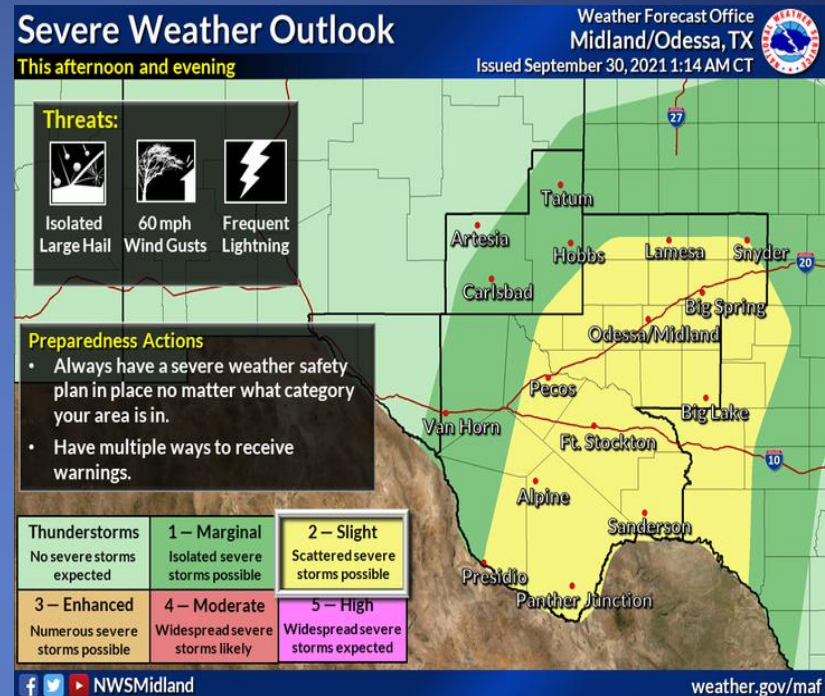 Severe Weather Outlook
This afternoon and evening
Weather Forecast Office
Midland/Odessa, TX
Issued September 30, 2021 1:14 AM CT
Threats:
Isolated
Large Hail
60 mph
Wind Gusts
Frequent
Lightning
Preparedness Actions
• Always have a severe weather safety
plan in place no matter what category
your area is in.
• Have multiple ways to receive
warnings.
27
Tatum
Artesia
Hobbs
Lamesa
Snyder
20
Carlsbad
Big Spring
Odessa/Midland
Pecos
Van Horn
Big Lake
Ft. Stockton
10
Alpine
Sanderson
Presidio
Panther Junction
Thunderstorms
No severe storms
expected
1 – Marginal
Isolated severe
storms possible
2 – Slight
Scattered severe
storms possible
3 – Enhanced
Numerous severe
storms possible
4 – Moderate
Widespread severe
storms likely
5 – High
Widespread severe
storms expected
NWSMidland
weather.gov/maf